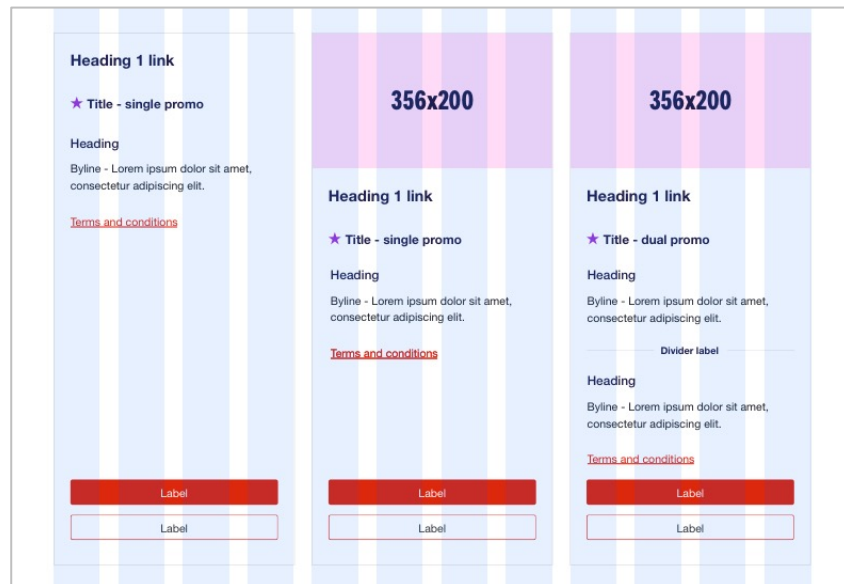 Heading 1 link
★ Title - single promo
Heading
Byline - Lorem ipsum dolor sit amet,
consectetur adipiscing elit.
Terms and conditions
Label
Label
356x200
Heading 1 link
★ Title - single promo
Heading
Byline - Lorem ipsum dolor sit amet,
consectetur adipiscing elit.
Terms and conditions
Label
Label
356x200
Heading 1 link
★ Title - dual promo
Heading
Byline - Lorem ipsum dolor sit amet,
consectetur adipiscing elit.
Divider label
Heading
Byline - Lorem ipsum dolor sit amet,
consectetur adipiscing elit.
Terms and conditions
Label
Label